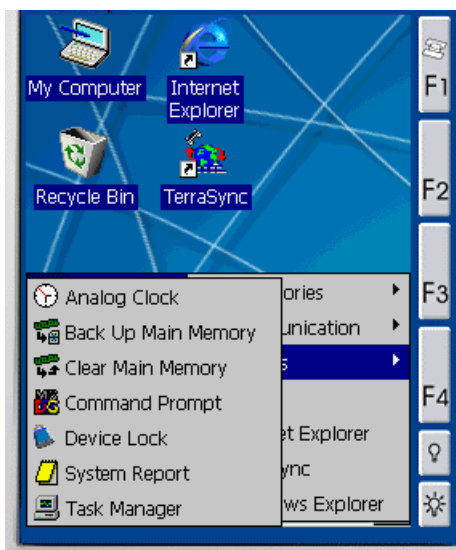 My Computer
Internet
Explorer
Recycle Bin
TerraSync
F1
F2
F3
F4
Analog Clock
Back Up Main Memory
Clear Main Memory
Command Prompt
Device Lock
System Report
Task Manager
ories
unication
s
et Explorer
ync
ws Explorer